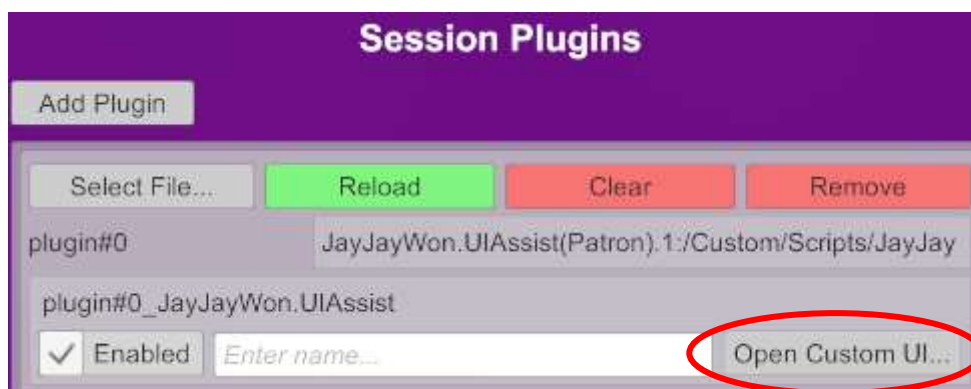 Session Plugins
Add Plugin
Select File... Reload Clear Remove
plugin#0 JayJayWon.UIAssist(Patron).1:/Custom/Scripts/JayJay
plugin#0_JayJayWon.UIAssist
Enabled Enter name... Open Custom UI...